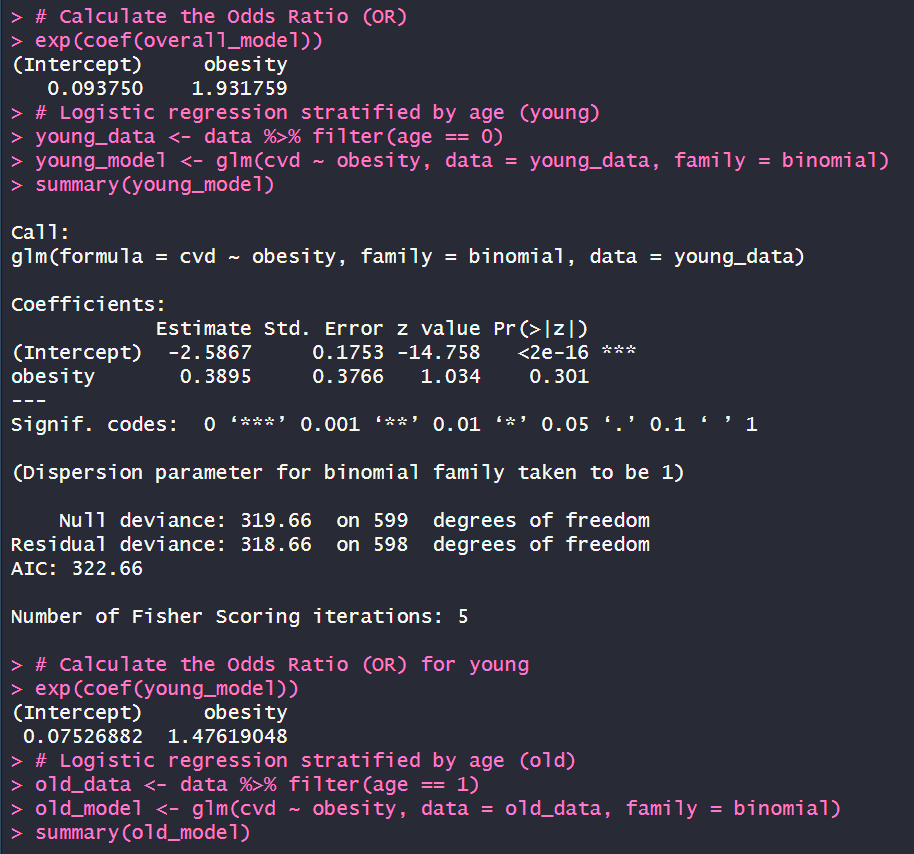 > # Calculate the Odds Ratio (OR)
> exp(coef(overall_model))
(Intercept)     obesity
   0.093750    1.931759
> # Logistic regression stratified by age (young)
> young_data <- data %>% filter(age == 0)
> young_model <- glm(cvd ~ obesity, data = young_data, family = binomial)
> summary(young_model)

Call:
glm(formula = cvd ~ obesity, family = binomial, data = young_data)

Coefficients:
            Estimate Std. Error z value Pr(>|z|)
(Intercept)  -2.5867     0.1753 -14.758   <2e-16 ***
obesity       0.3895     0.3766   1.034    0.301
---
Signif. codes:  0 ‘***’ 0.001 ‘**’ 0.01 ‘*’ 0.05 ‘.’ 0.1 ‘ ’ 1

(Dispersion parameter for binomial family taken to be 1)

    Null deviance: 319.66  on 599  degrees of freedom
Residual deviance: 318.66  on 598  degrees of freedom
AIC: 322.66

Number of Fisher Scoring iterations: 5

> # Calculate the Odds Ratio (OR) for young
> exp(coef(young_model))
(Intercept)     obesity
 0.07526882  1.47619048
> # Logistic regression stratified by age (old)
> old_data <- data %>% filter(age == 1)
> old_model <- glm(cvd ~ obesity, data = old_data, family = binomial)
> summary(old_model)